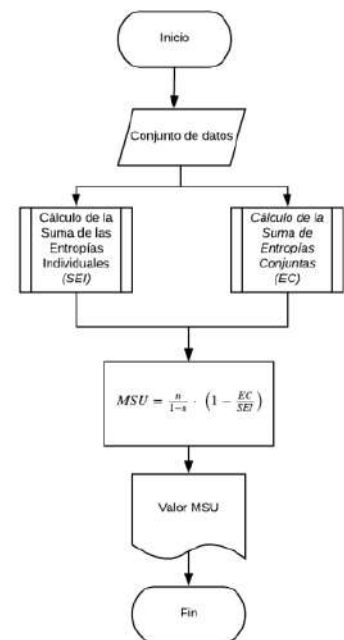 Inicio
Conjunto de datos
Cálculo de la
Suma de las
Entropías
Individuales
(SEI)
Cálculo de la
Suma de
Entropías
Conjuntas
(EC)
MSU = n/(1-n) · (1 - EC/SEI)
Valor MSU
Fin